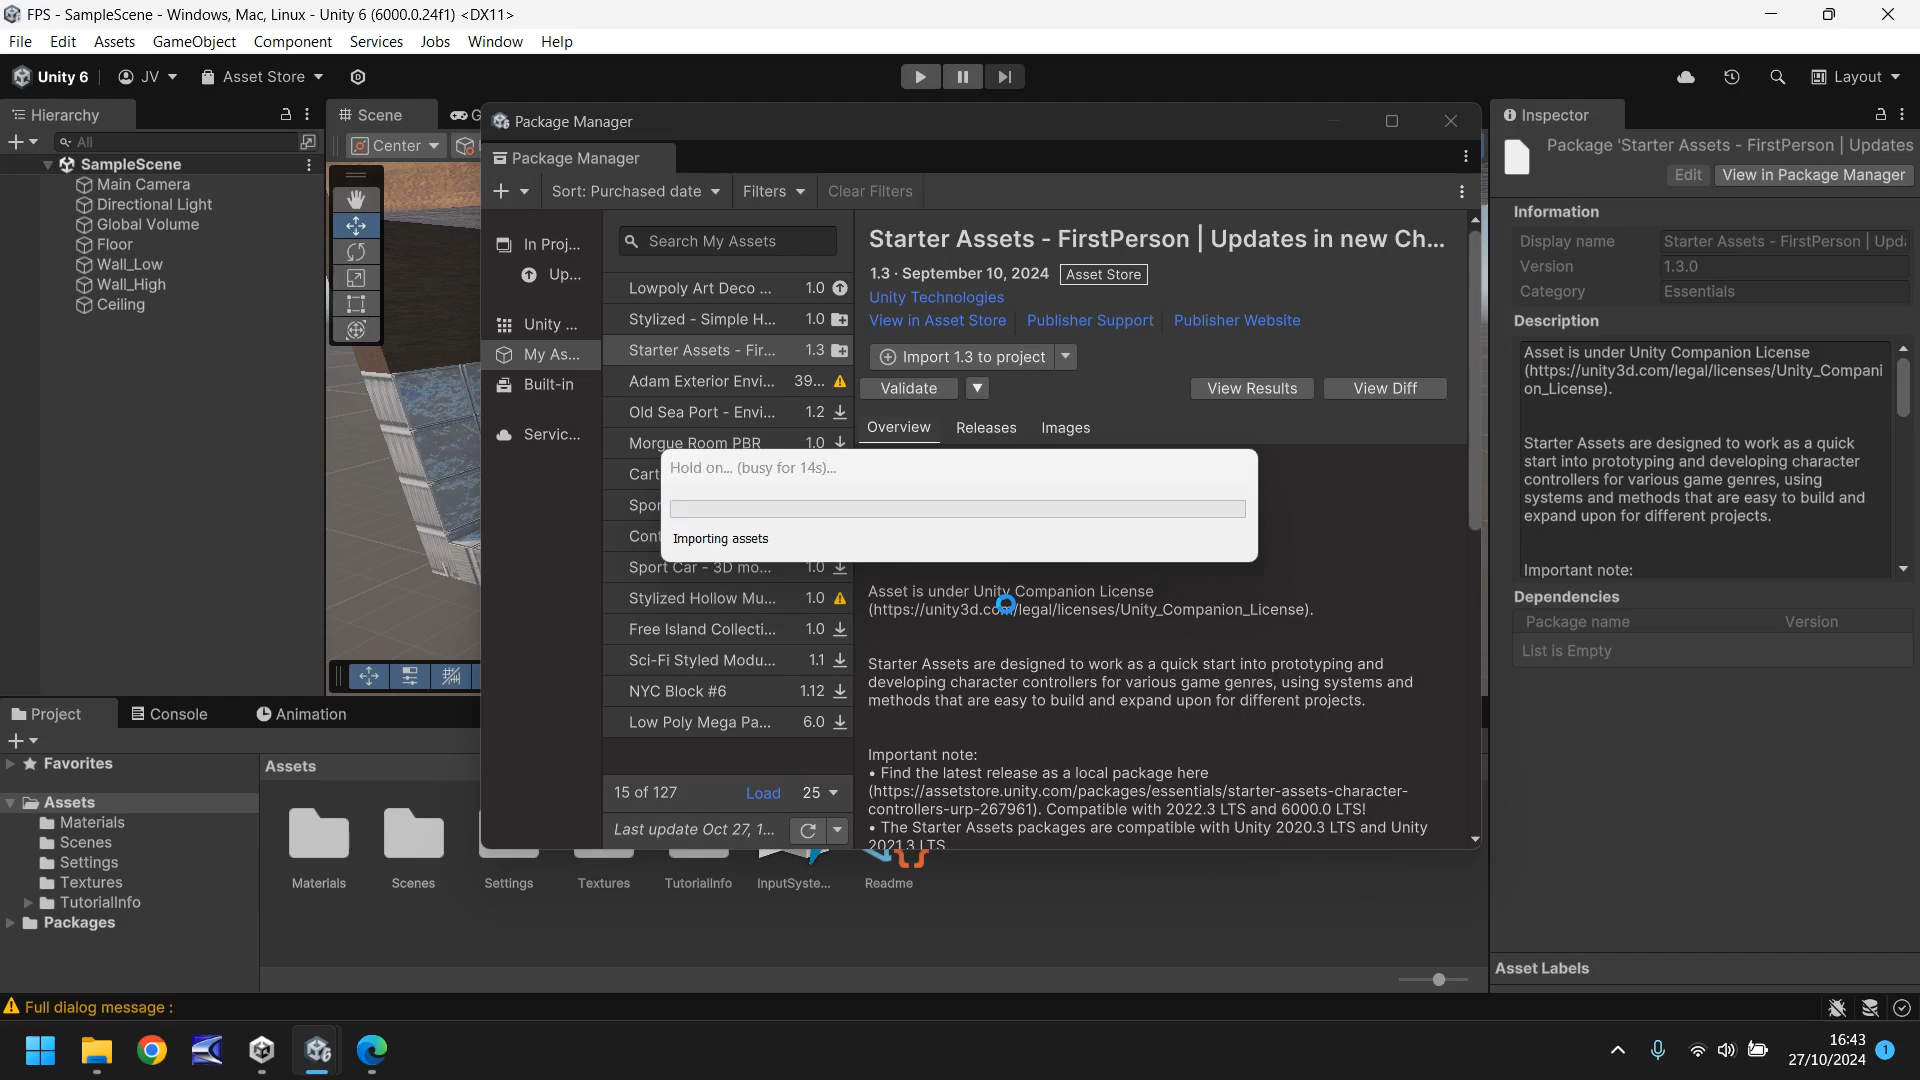 FPS - SampleScene - Windows, Mac, Linux - Unity 6 (6000.0.24f1) <DX11>
File Edit Assets GameObject Component Services Jobs Window Help
Unity 6 JV Asset Store Layout
Hierarchy
All
SampleScene
Main Camera
Directional Light
Global Volume
Floor
Wall_Low
Wall_High
Ceiling
Scene
Center
Package Manager
Package Manager
Sort: Purchased date Filters Clear Filters
In Proj...
Up...
Unity ...
My As...
Built-in
Servic...
Search My Assets
Lowpoly Art Deco ... 1.0
Stylized - Simple H... 1.0
Starter Assets - Fir... 1.3
Adam Exterior Envi... 39...
Old Sea Port - Envi... 1.2
Morgue Room PBR 1.0
Cart
Spor
Cont
Sport Car - 3D mo... 1.0
Stylized Hollow Mu... 1.0
Free Island Collecti... 1.0
Sci-Fi Styled Modu... 1.1
NYC Block #6 1.12
Low Poly Mega Pa... 6.0
15 of 127 Load 25
Last update Oct 27, 1...
Starter Assets - FirstPerson | Updates in new Ch...
1.3 · September 10, 2024 Asset Store
Unity Technologies
View in Asset Store Publisher Support Publisher Website
Import 1.3 to project
Validate View Results View Diff
Overview Releases Images
Hold on... (busy for 14s)...
Importing assets
Asset is under Unity Companion License
(https://unity3d.com/legal/licenses/Unity_Companion_License).
Starter Assets are designed to work as a quick start into prototyping and
developing character controllers for various game genres, using systems and
methods that are easy to build and expand upon for different projects.
Important note:
• Find the latest release as a local package here
(https://assetstore.unity.com/packages/essentials/starter-assets-character-
controllers-urp-267961). Compatible with 2022.3 LTS and 6000.0 LTS!
• The Starter Assets packages are compatible with Unity 2020.3 LTS and Unity
2021.3 LTS
Inspector
Package 'Starter Assets - FirstPerson | Updates
Edit View in Package Manager
Information
Display name Starter Assets - FirstPerson | Upda
Version 1.3.0
Category Essentials
Description
Asset is under Unity Companion License
(https://unity3d.com/legal/licenses/Unity_Compani
on_License).
Starter Assets are designed to work as a quick
start into prototyping and developing character
controllers for various game genres, using
systems and methods that are easy to build and
expand upon for different projects.
Important note:
Dependencies
Package name Version
List is Empty
Asset Labels
Project Console Animation
Favorites
Assets
Materials
Scenes
Settings
Textures
TutorialInfo
Packages
Assets
Materials Scenes Settings Textures TutorialInfo InputSyste... Readme
Full dialog message :
16:43
27/10/2024 1